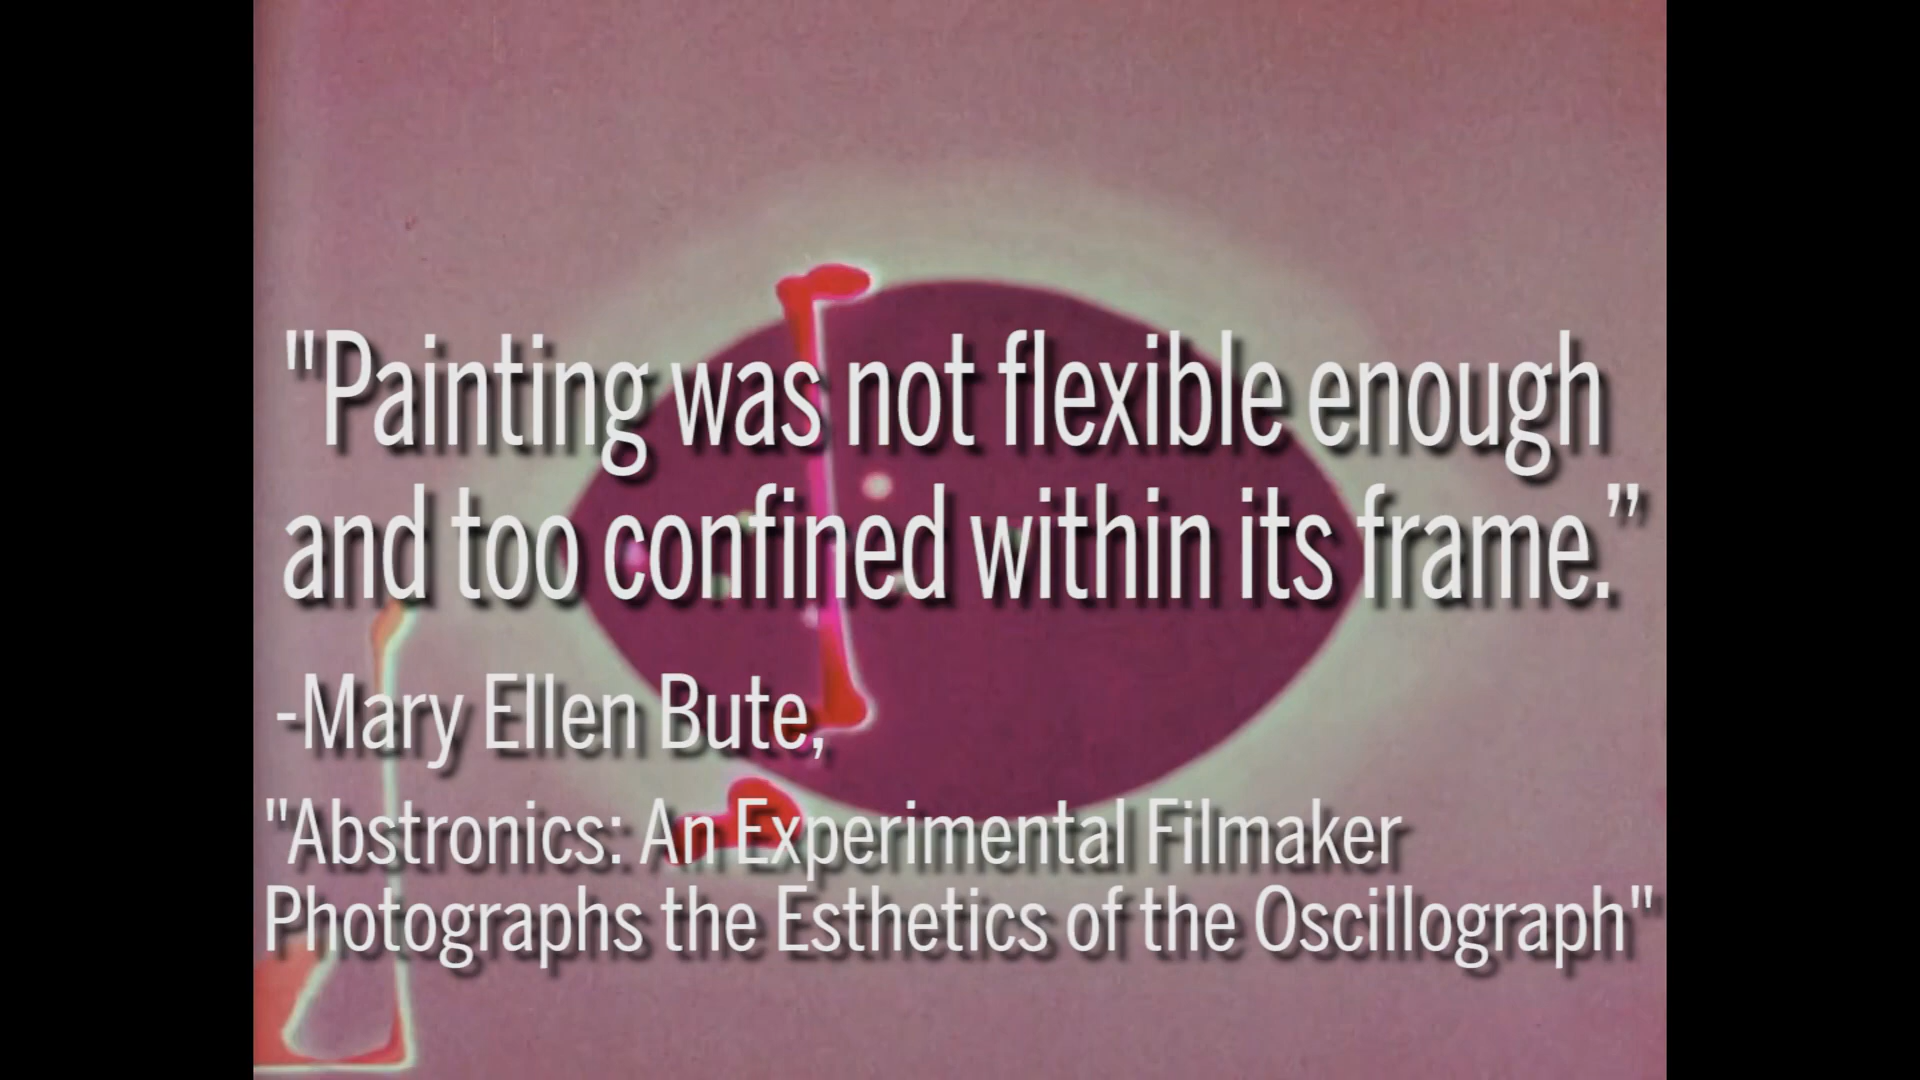 "Painting was not flexible enough
and too confined within its frame.”
-Mary Ellen Bute,
"Abstronics: An Experimental Filmaker
Photographs the Esthetics of the Oscillograph"